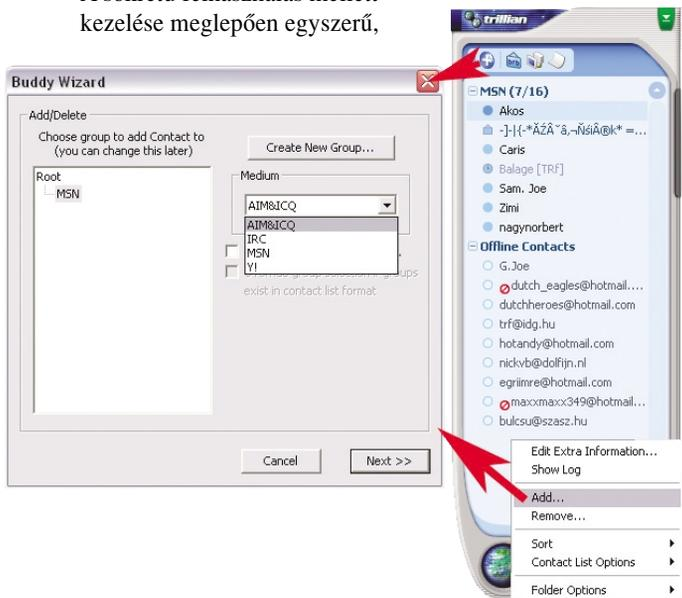 kezelése meglepően egyszerű,
trillian
Buddy Wizard
Add/Delete
Choose group to add Contact to
(you can change this later)
Root
MSN
Create New Group...
Medium
AIM&ICQ
AIM&ICQ
IRC
MSN
Y!
exist in contact list format
Cancel
Next >>
MSN (7/16)
Akos
Caris
Balage [TRf]
Sam. Joe
Zimi
nagynorbert
Offline Contacts
G.Joe
dutch_eagles@hotmail....
dutchheroes@hotmail.com
trf@idg.hu
hotandy@hotmail.com
nickvb@dolfijn.nl
egriimre@hotmail.com
maxxmaxx349@hotmail...
bulcsu@szasz.hu
Edit Extra Information...
Show Log
Add...
Remove...
Sort
Contact List Options
Folder Options